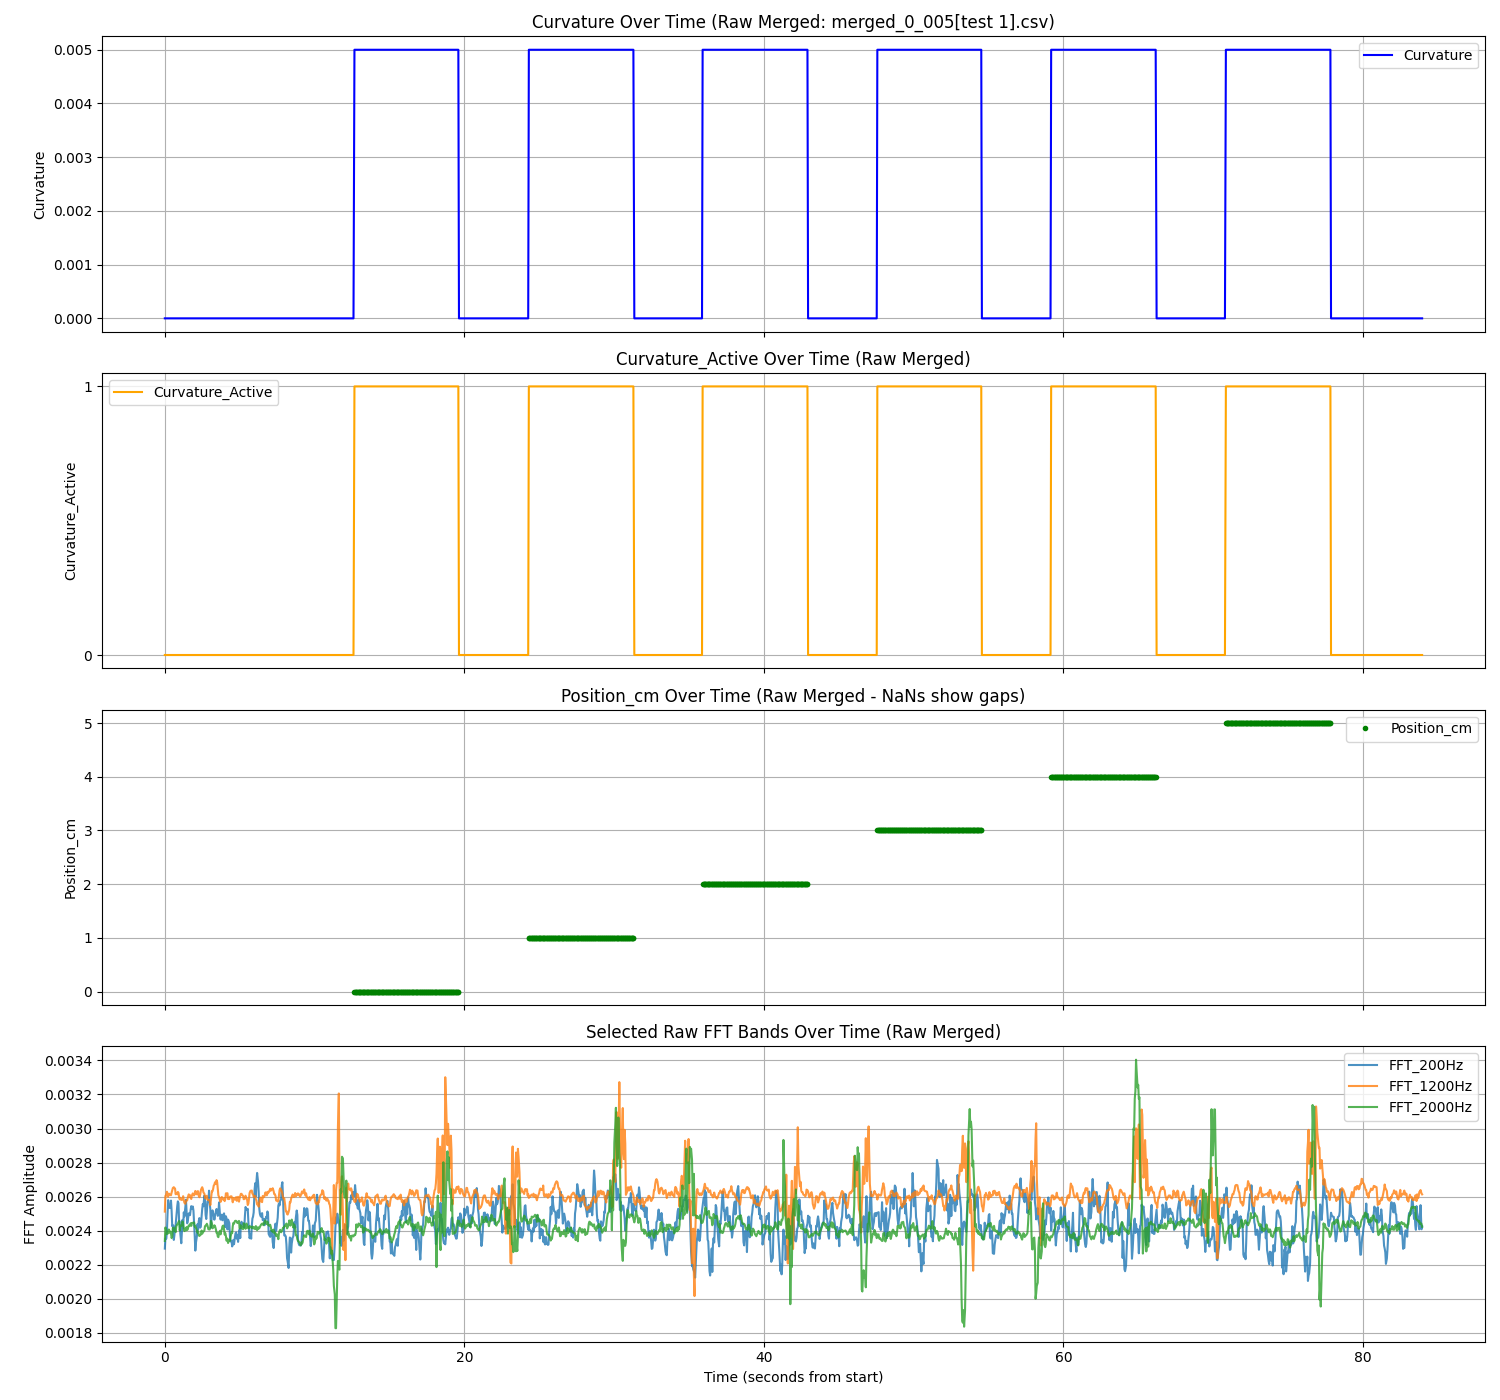 Curvature Over Time (Raw Merged: merged_0_005[test 1].csv)
Curvature
0.005
0.004
0.003
0.002
0.001
0.000
Curvature
Curvature_Active Over Time (Raw Merged)
Curvature_Active
1
0
Curvature_Active
Position_cm Over Time (Raw Merged - NaNs show gaps)
Position_cm
5
4
3
2
1
0
Position_cm
Selected Raw FFT Bands Over Time (Raw Merged)
FFT_200Hz
FFT_1200Hz
FFT_2000Hz
0.0034
0.0032
0.0030
0.0028
0.0026
0.0024
0.0022
0.0020
0.0018
FFT Amplitude
0 20 40 60 80
Time (seconds from start)